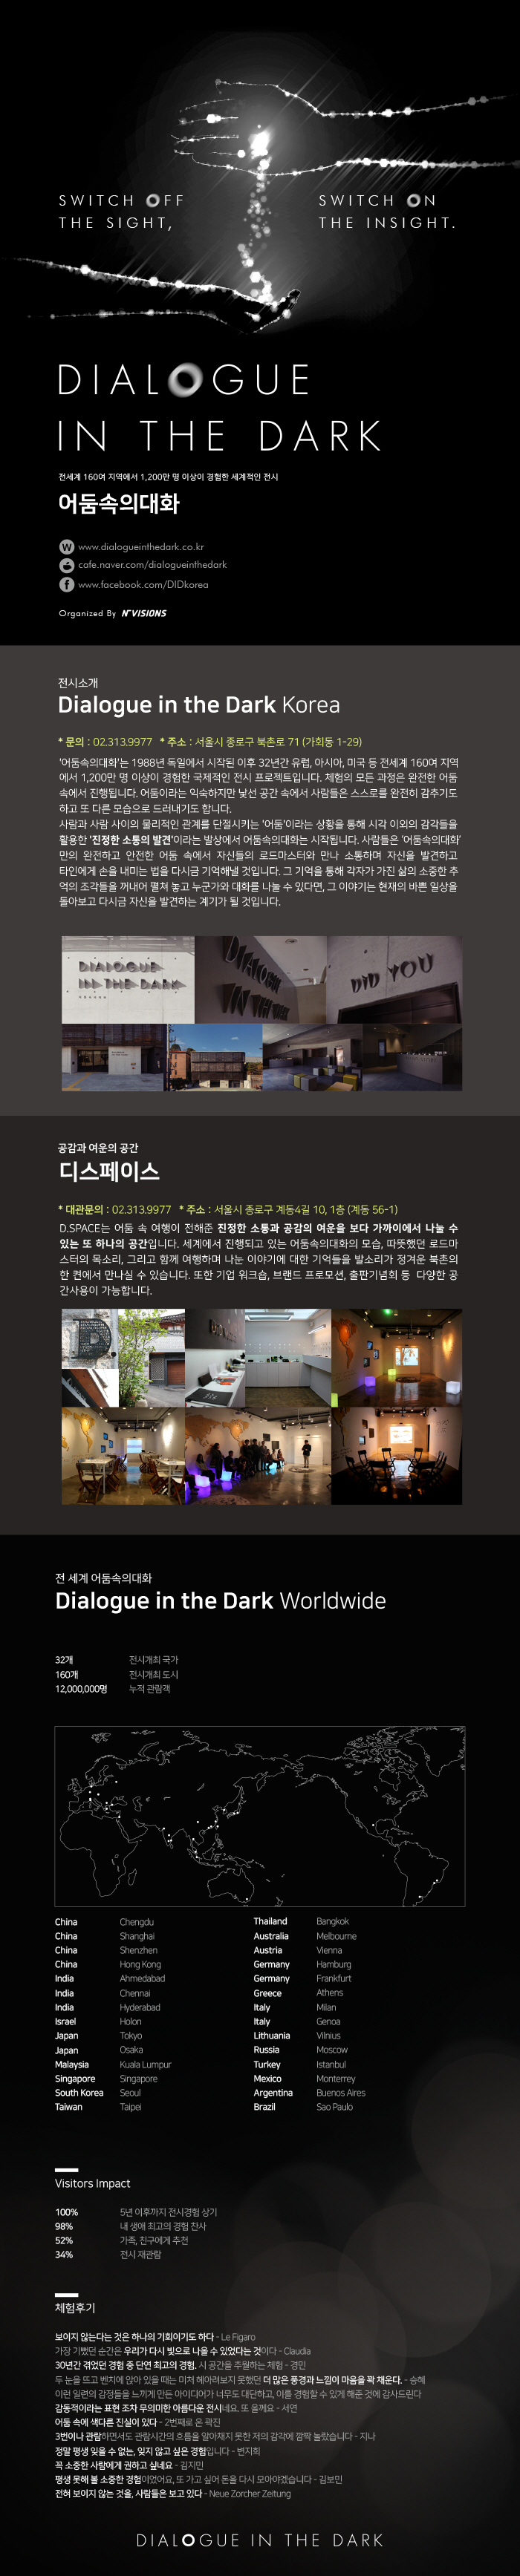 SWITCH OFF
THE SIGHT,
SWITCH ON
THE INSIGHT.
DIALOGUE
IN THE DARK
전세계 160여 지역에서 1,200만 명 이상이 경험한 세계적인 전시
어둠속의대화
www.dialogueinthedark.co.kr
cafe.naver.com/dialogueinthedark
www.facebook.com/DIDkorea
Organized By N'VISIONS
전시소개
Dialogue in the Dark Korea
* 문의 : 02.313.9977 * 주소 : 서울시 종로구 북촌로 71 (가회동 1-29)
'어둠속의대화'는 1988년 독일에서 시작된 이후 32년간 유럽, 아시아, 미국 등 전세계 160여 지역
에서 1,200만 명 이상이 경험한 국제적인 전시 프로젝트입니다. 체험의 모든 과정은 완전한 어둠
속에서 진행됩니다. 어둠이라는 익숙하지만 낯선 공간 속에서 사람들은 스스로를 완전히 감추기도
하고 또 다른 모습으로 드러내기도 합니다.
사람과 사람 사이의 물리적인 관계를 단절시키는 '어둠'이라는 상황을 통해 시각 이외의 감각들을
활용한 '진정한 소통의 발견'이라는 발상에서 어둠속의대화는 시작됩니다. 사람들은 '어둠속의대화'
만의 완전하고 안전한 어둠 속에서 자신들의 로드마스터와 만나 소통하며 자신을 발견하고
타인에게 손을 내미는 법을 다시금 기억해낼 것입니다. 그 기억을 통해 각자가 가진 삶의 소중한 추
억의 조각들을 꺼내어 펼쳐 놓고 누군가와 대화를 나눌 수 있다면, 그 이야기는 현재의 바쁜 일상을
돌아보고 다시금 자신을 발견하는 계기가 될 것입니다.
DIALOGUE
IN THE DARK
DIALOGUE
IN THE DARK
DID YOU
공감과 여운의 공간
디스페이스
* 대관문의 : 02.313.9977 * 주소 : 서울시 종로구 계동4길 10, 1층 (계동 56-1)
D.SPACE는 어둠 속 여행이 전해준 진정한 소통과 공감의 여운을 보다 가까이에서 나눌 수
있는 또 하나의 공간입니다. 세계에서 진행되고 있는 어둠속의대화의 모습, 따뜻했던 로드마
스터의 목소리, 그리고 함께 여행하며 나눈 이야기에 대한 기억들을 발소리가 정겨운 북촌의
한 켠에서 만나실 수 있습니다. 또한 기업 워크숍, 브랜드 프로모션, 출판기념회 등 다양한 공
간사용이 가능합니다.
전 세계 어둠속의대화
Dialogue in the Dark Worldwide
32개 전시개최 국가
160개 전시개최 도시
12,000,000명 누적 관람객
China Chengdu
China Shanghai
China Shenzhen
China Hong Kong
India Ahmedabad
India Chennai
India Hyderabad
Israel Holon
Japan Tokyo
Japan Osaka
Malaysia Kuala Lumpur
Singapore Singapore
South Korea Seoul
Taiwan Taipei
Thailand Bangkok
Australia Melbourne
Austria Vienna
Germany Hamburg
Germany Frankfurt
Greece Athens
Italy Milan
Italy Genoa
Lithuania Vilnius
Russia Moscow
Turkey Istanbul
Mexico Monterrey
Argentina Buenos Aires
Brazil Sao Paulo
Visitors Impact
100% 5년 이후까지 전시경험 상기
98% 내 생애 최고의 경험 찬사
52% 가족, 친구에게 추천
34% 전시 재관람
체험후기
보이지 않는다는 것은 하나의 기회이기도 하다 - Le Figaro
가장 기뻤던 순간은 우리가 다시 빛으로 나올 수 있었다는 것이다 - Claudia
30년간 겪었던 경험 중 단연 최고의 경험. 시 공간을 주월하는 체험 - 경민
두 눈을 뜨고 벤치에 앉아 있을 때는 미처 헤아려보지 못했던 더 많은 풍경과 느낌이 마음을 꽉 채운다. - 승혜
이런 일련의 감정들을 느끼게 만든 아이디어가 너무도 대단하고, 이를 경험할 수 있게 해준 것에 감사드린다
감동적이라는 표현 조차 무의미한 아름다운 전시네요. 또 올께요 - 서연
어둠 속에 색다른 진실이 있다 - 2번째로 온 곽진
3번이나 관람하면서도 관람시간의 흐름을 알아채지 못한 저의 감각에 깜짝 놀랐습니다 - 지나
정말 평생 잊을 수 없는, 잊지 않고 싶은 경험입니다 - 변지희
꼭 소중한 사람에게 권하고 싶네요 - 김지민
평생 못해 볼 소중한 경험이었어요, 또 가고 싶어 돈을 다시 모아야겠습니다 - 김보민
전혀 보이지 않는 것을, 사람들은 보고 있다 - Neue Zorcher Zeitung
DIALOGUE IN THE DARK